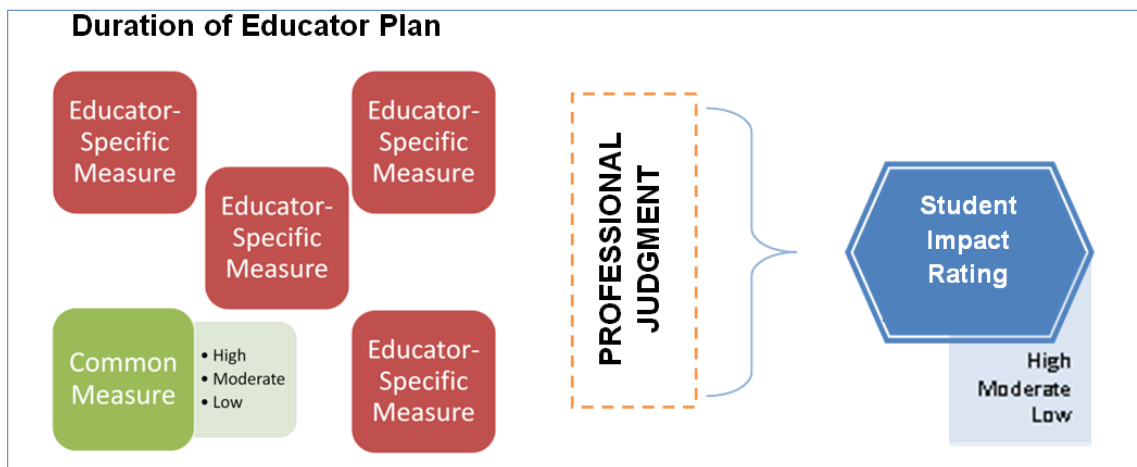 Duration of Educator Plan
Educator-
Specific
Measure
Educator-
Specific
Measure
Educator-
Specific
Measure
Common
Measure
• High
• Moderate
• Low
Educator-
Specific
Measure
PROFESSIONAL
JUDGMENT
Student
Impact
Rating
High
Moderate
Low